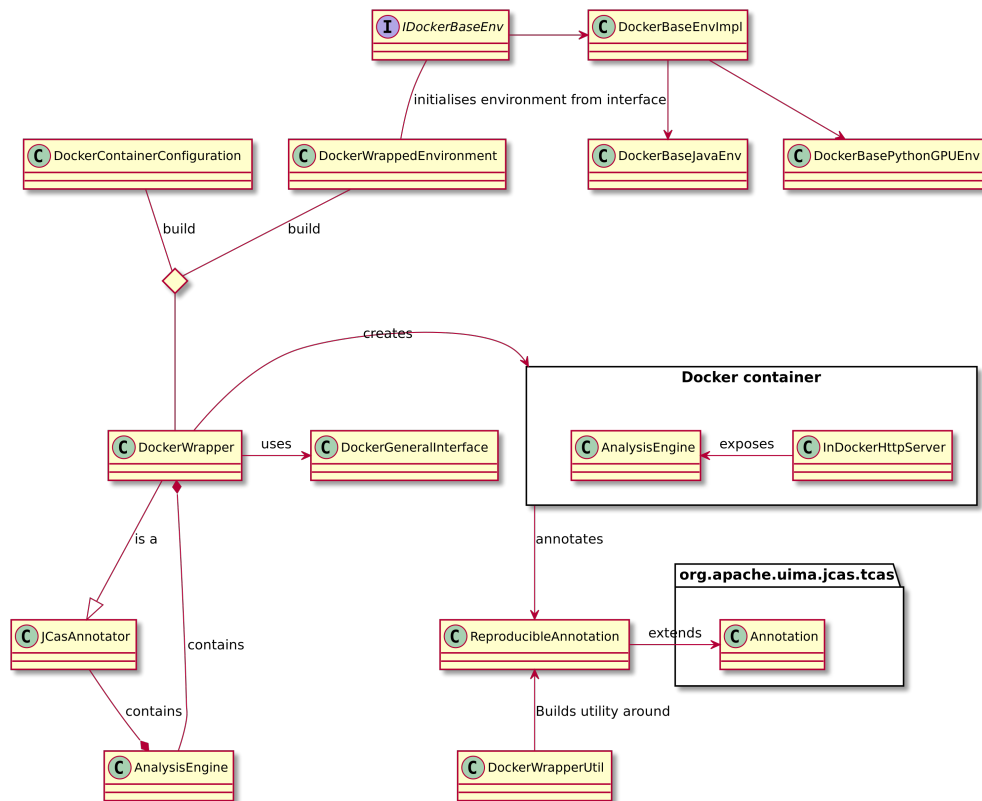 I IDockerBaseEnv
C DockerBaseEnvImpl
initialises environment from interface
C DockerContainerConfiguration
C DockerWrappedEnvironment
C DockerBaseJavaEnv
C DockerBasePythonGPUEnv
build
build
creates
Docker container
C DockerWrapper
uses
C DockerGeneralInterface
C AnalysisEngine
exposes
C InDockerHttpServer
is a
annotates
org.apache.uima.jcas.tcas
C JCasAnnotator
contains
C ReproducibleAnnotation
extends
C Annotation
contains
Builds utility around
C AnalysisEngine
C DockerWrapperUtil